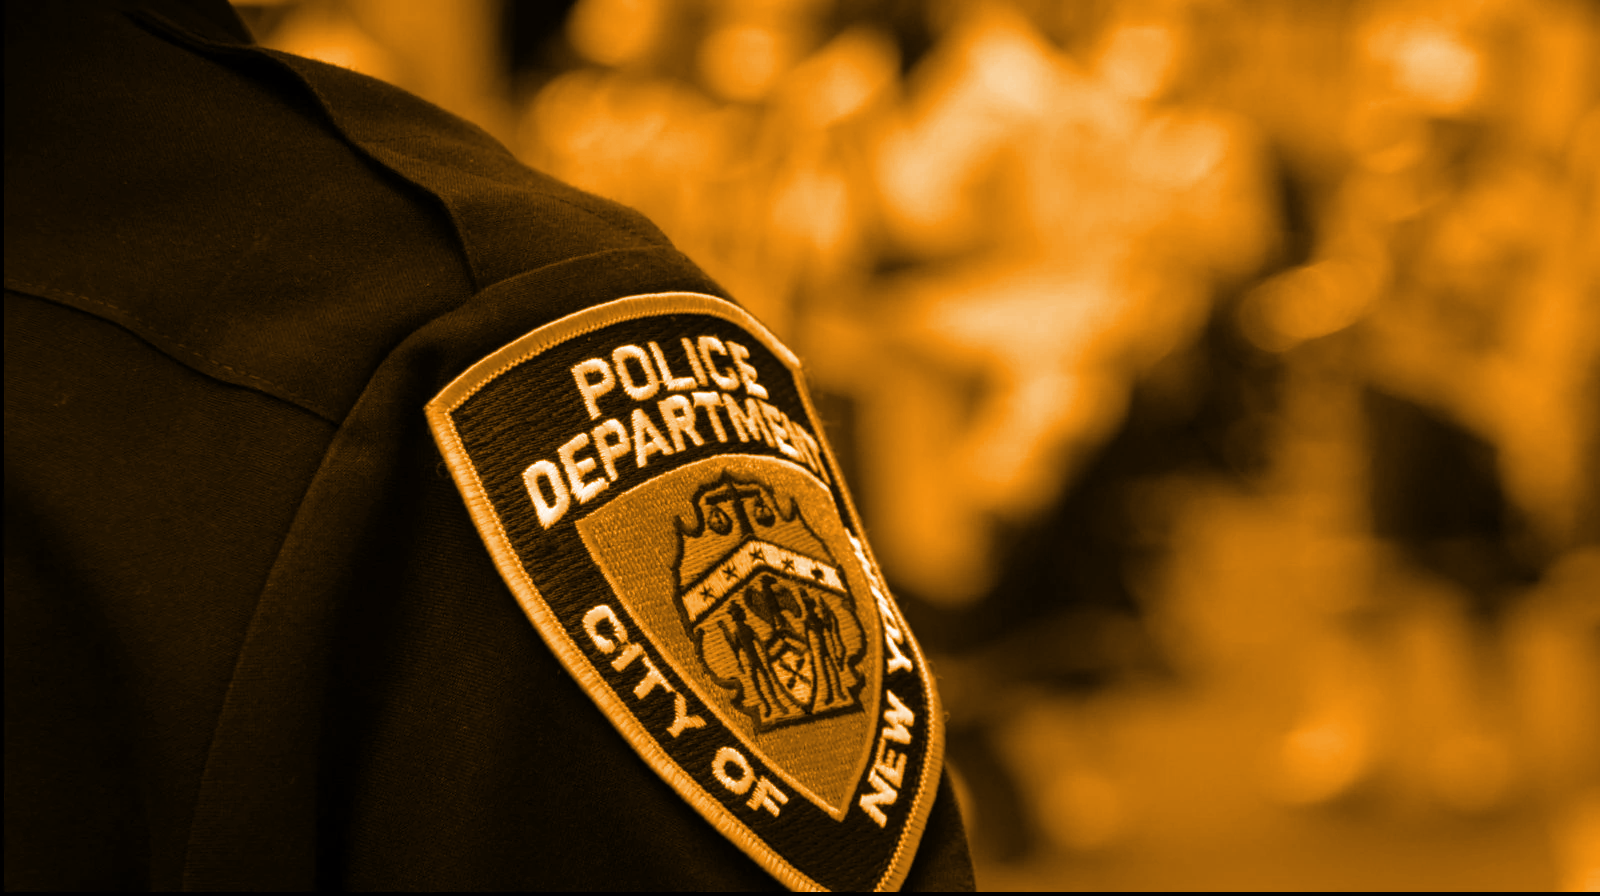 POLICE
DEPARTMENT
CITY OF
NEW YORK